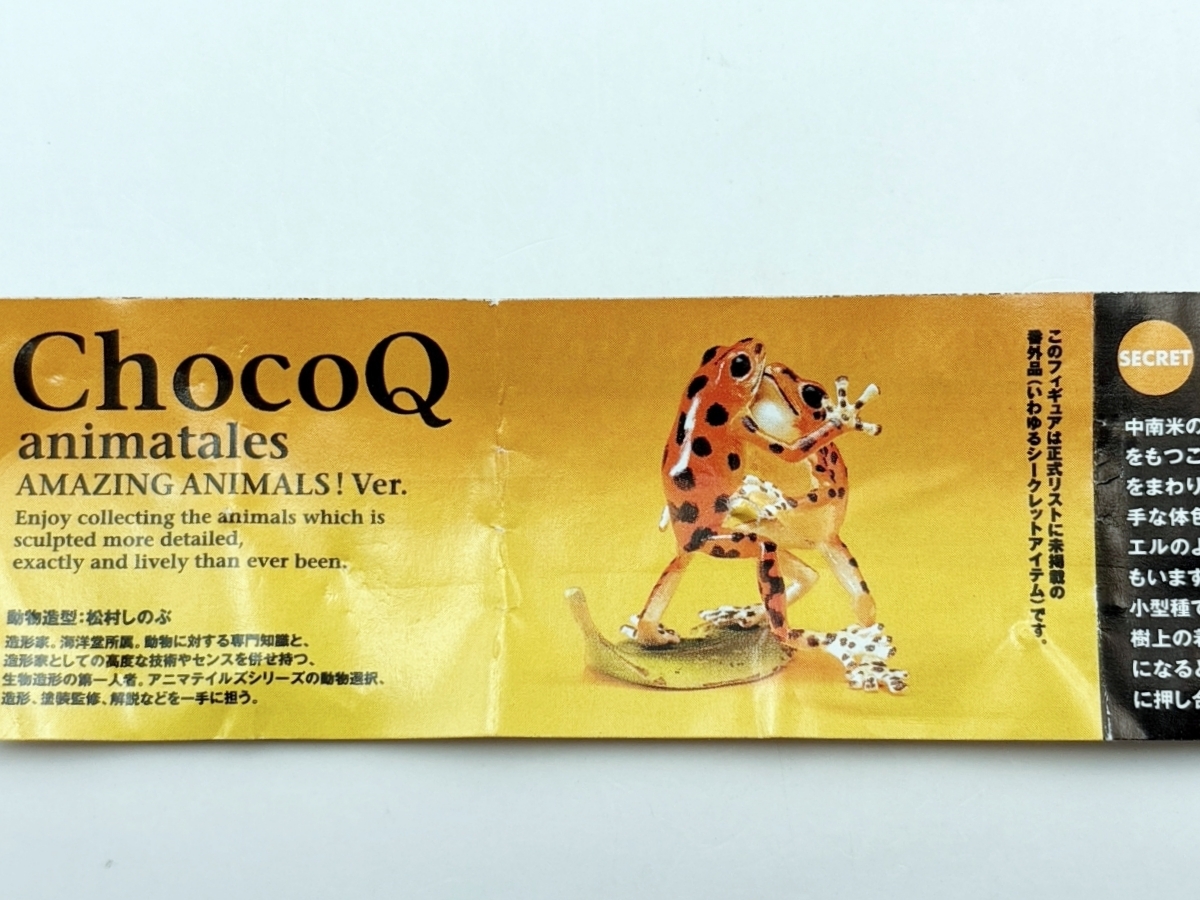 ChocoQ
animatales
AMAZING ANIMALS! Ver.
Enjoy collecting the animals which is
sculpted more detailed,
exactly and lively than ever been.
動物造型:松村しのぶ
造形家。海洋堂所属。動物に対する専門知識と、
造形家としての高度な技術やセンスを併せ持つ、
生物造形の第一人者。アニマテイルズシリーズの動物選択、
造形、塗装監修、解説などを一手に担う。
このフィギュアは正式リストに未掲載の
番外品(いわゆるシークレットアイテム)です。
SECRET
中南米の
をもつこ
をまわり
手な体色
エルのよ
もいます
小型種で
樹上の
になると
に押し合